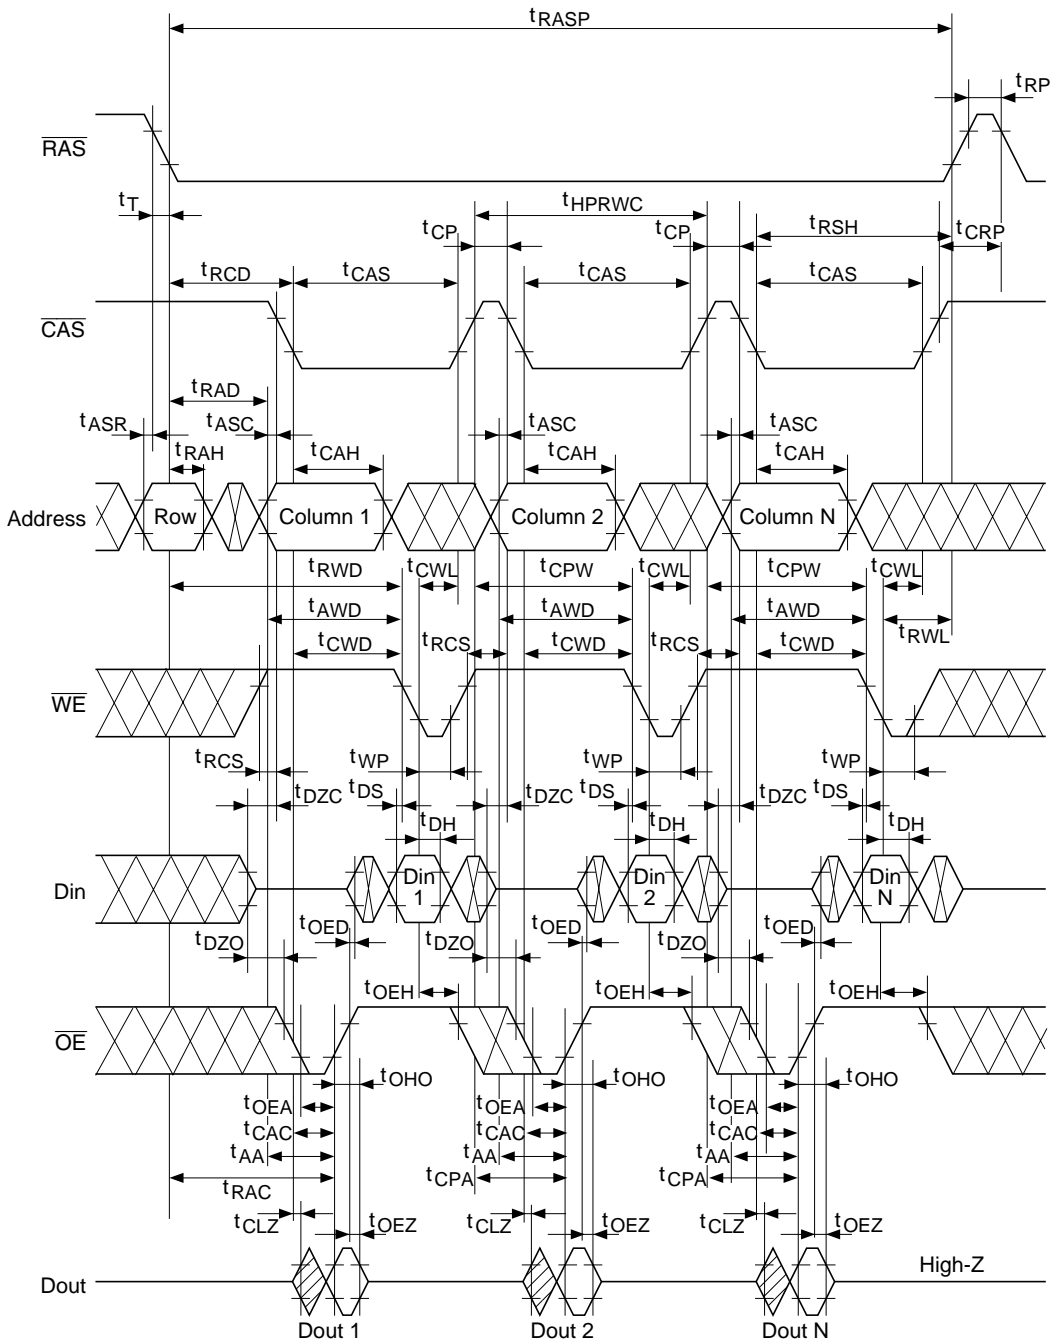 tRASP
tRP
RAS
tT
tHPRWC
tCP
tCP
tRSH
tCRP
tRCD
tCAS
tCAS
tCAS
CAS
tRAD
tASR
tASC
tASC
tASC
tRAH
tCAH
tCAH
tCAH
Address
Row
Column 1
Column 2
Column N
tRWD
tCWL
tCPW
tCWL
tCPW
tCWL
tAWD
tAWD
tAWD
tRWL
tCWD
tRCS
tCWD
tRCS
tCWD
WE
tRCS
tWP
tWP
tWP
tDZC
tDS
tDZC
tDS
tDZC
tDS
tDH
tDH
tDH
Din
Din 1
Din 2
Din N
tDZO
tOED
tDZO
tOED
tDZO
tOED
tOEH
tOEH
tOEH
OE
tOHO
tOHO
tOHO
tOEA
tOEA
tOEA
tCAC
tCAC
tCAC
tAA
tAA
tAA
tRAC
tCPA
tCPA
tCLZ
tOEZ
tCLZ
tOEZ
tCLZ
tOEZ
High-Z
Dout
Dout 1
Dout 2
Dout N